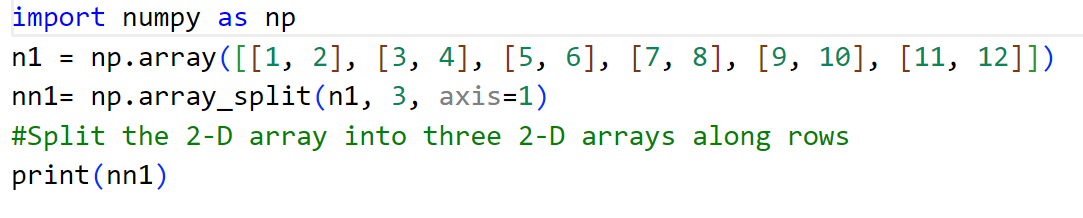 import numpy as np
n1 = np.array([[1, 2], [3, 4], [5, 6], [7, 8], [9, 10], [11, 12]])
nn1= np.array_split(n1, 3, axis=1)
#Split the 2-D array into three 2-D arrays along rows
print(nn1)